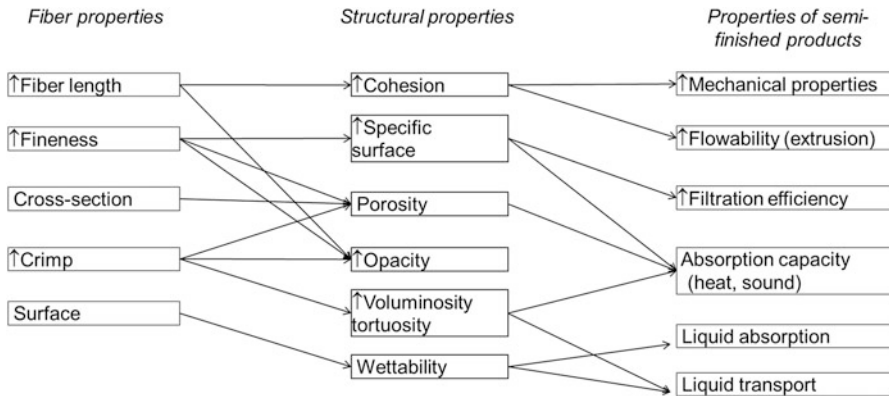 Fiber properties
Structural properties
Properties of semi-
finished products
↑Fiber length
↑Fineness
Cross-section
↑Crimp
Surface
↑Cohesion
↑Specific
surface
Porosity
↑Opacity
↑Voluminosity
tortuosity
Wettability
↑Mechanical properties
↑Flowability (extrusion)
↑Filtration efficiency
Absorption capacity
(heat, sound)
Liquid absorption
Liquid transport